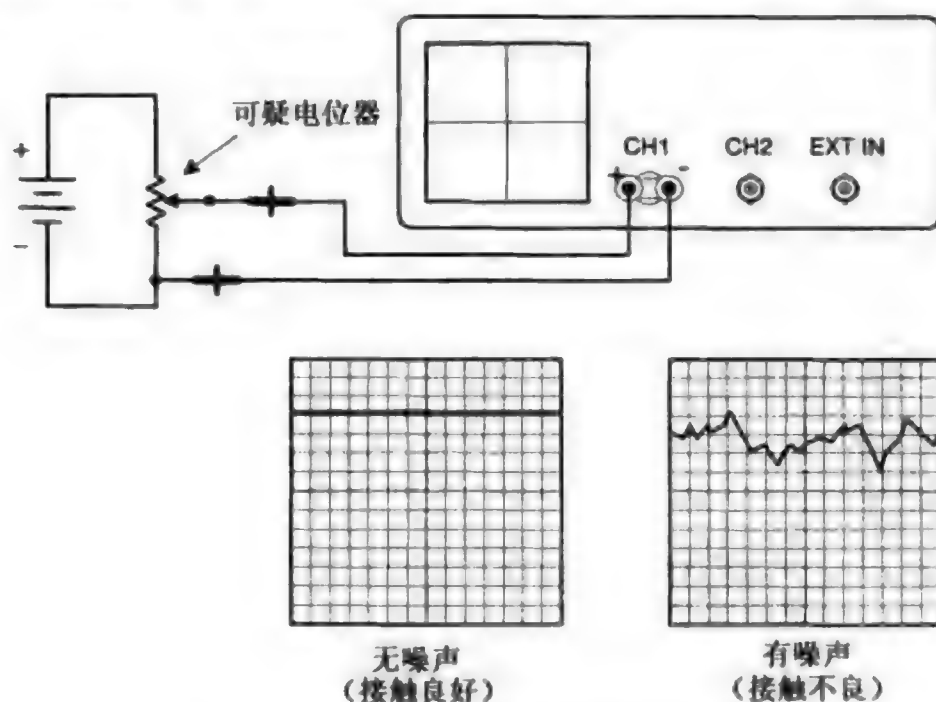 可疑电位器
CH1
CH2
EXT IN
+
-
+
-
无噪声
(接触良好)
有噪声
(接触不良)